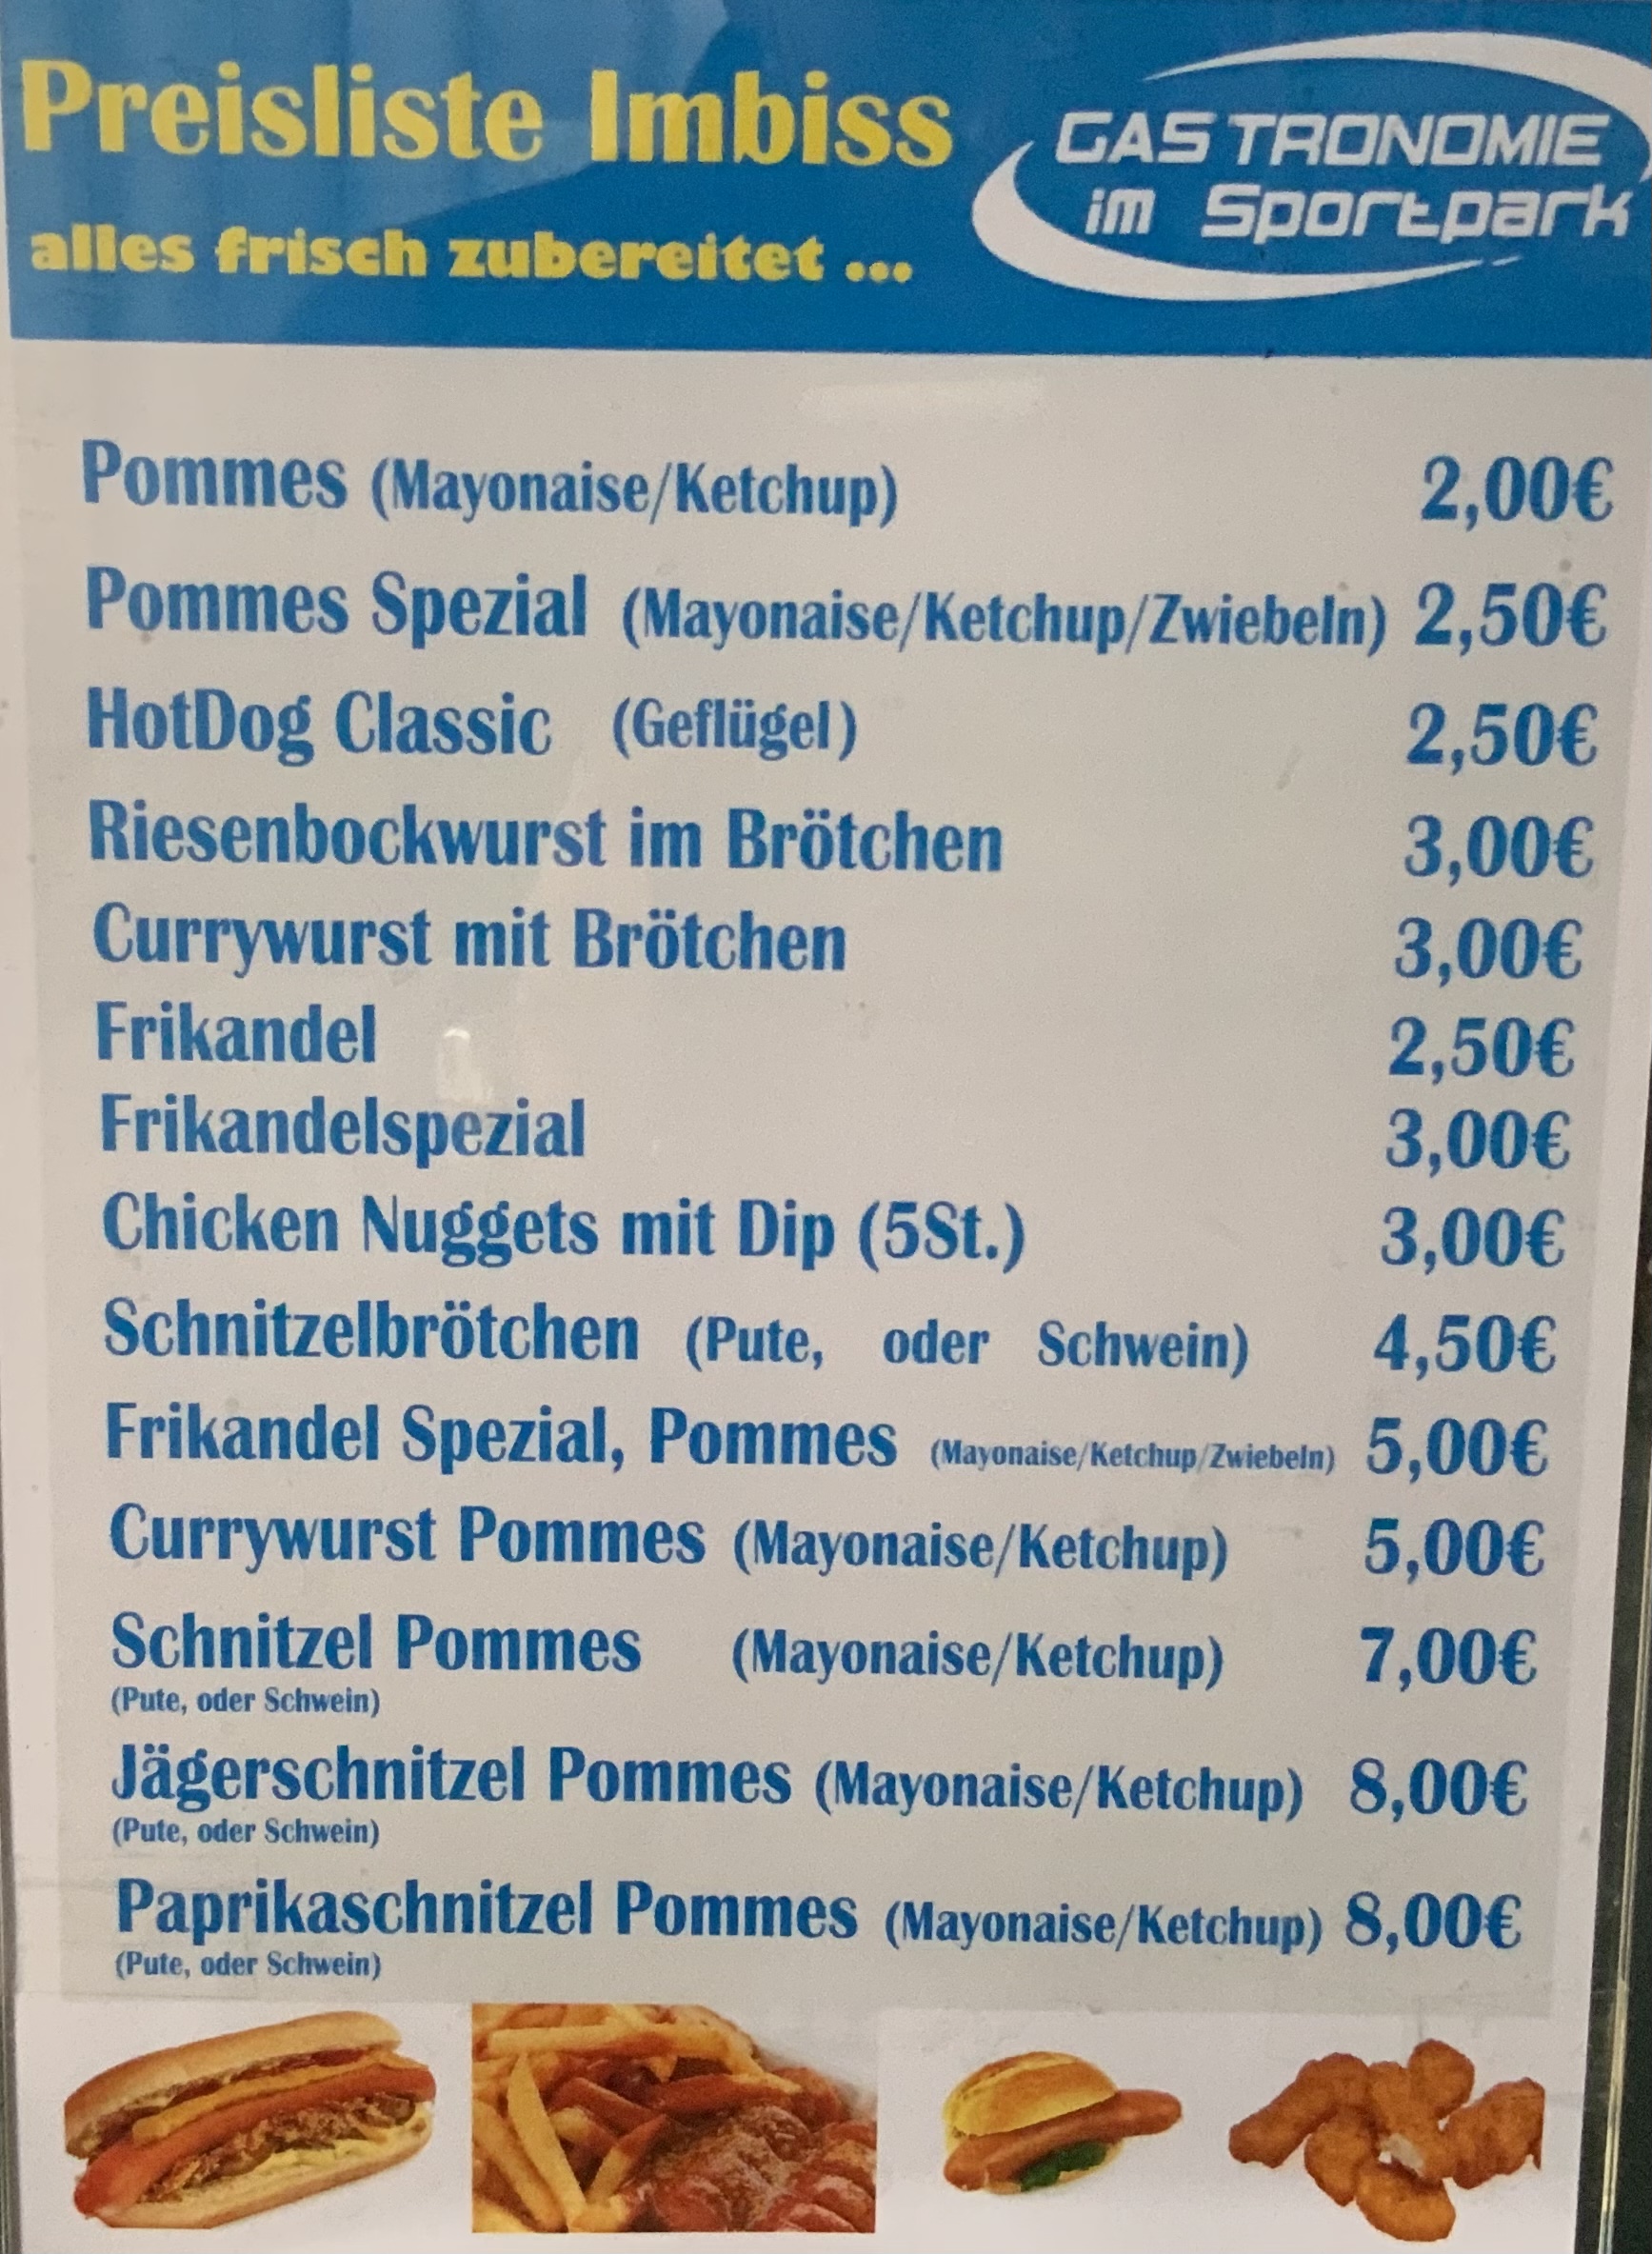 Preisliste Imbiss
alles frisch zubereitet ...
GASTRONOMIE
im Sportpark
Pommes (Mayonaise/Ketchup) 2,00€
Pommes Spezial (Mayonaise/Ketchup/Zwiebeln) 2,50€
HotDog Classic (Geflügel) 2,50€
Riesenbockwurst im Brötchen 3,00€
Currywurst mit Brötchen 3,00€
Frikandel 2,50€
Frikandelspezial 3,00€
Chicken Nuggets mit Dip (5St.) 3,00€
Schnitzelbrötchen (Pute, oder Schwein) 4,50€
Frikandel Spezial, Pommes (Mayonaise/Ketchup/Zwiebeln) 5,00€
Currywurst Pommes (Mayonaise/Ketchup) 5,00€
Schnitzel Pommes (Mayonaise/Ketchup) 7,00€
(Pute, oder Schwein)
Jägerschnitzel Pommes (Mayonaise/Ketchup) 8,00€
(Pute, oder Schwein)
Paprikaschnitzel Pommes (Mayonaise/Ketchup) 8,00€
(Pute, oder Schwein)